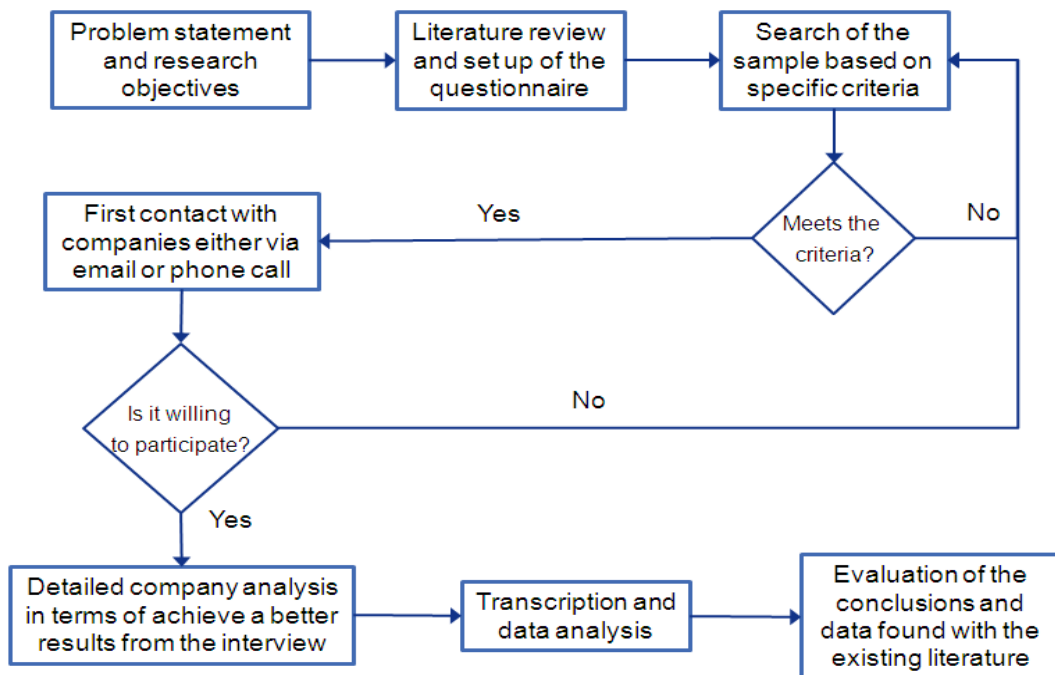 Problem statement
and research
objectives
Literature review
and set up of the
questionnaire
Search of the
sample based on
specific criteria
Meets the
criteria?
No
Yes
First contact with
companies either via
email or phone call
Is it willing
to participate?
No
Yes
Detailed company analysis
in terms of achieve a better
results from the interview
Transcription and
data analysis
Evaluation of the
conclusions and
data found with the
existing literature